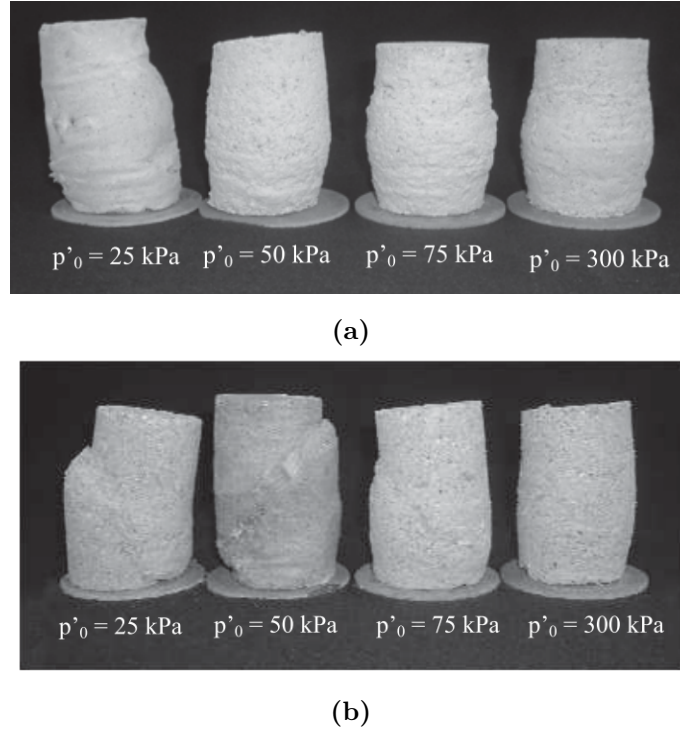 p'₀ = 25 kPa p'₀ = 50 kPa p'₀ = 75 kPa p'₀ = 300 kPa
(a)
p'₀ = 25 kPa p'₀ = 50 kPa p'₀ = 75 kPa p'₀ = 300 kPa
(b)